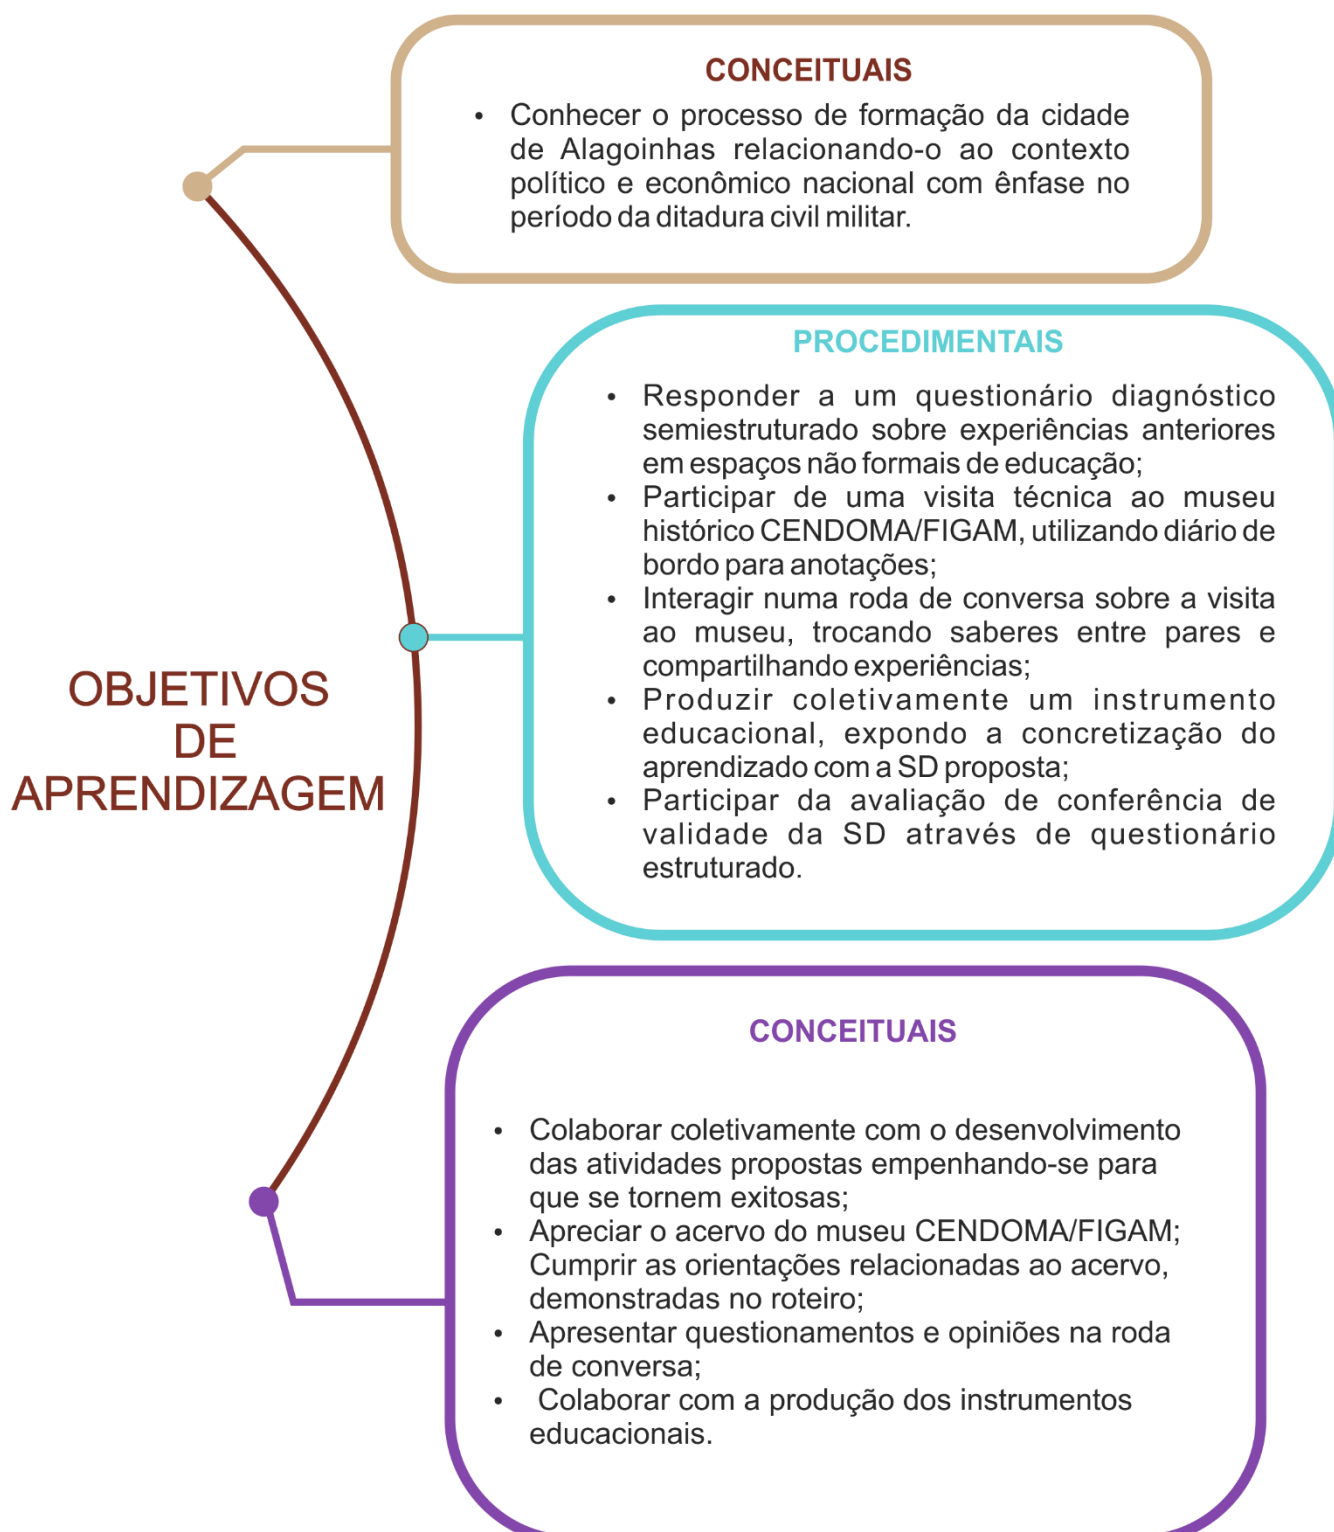 CONCEITUAIS
• Conhecer o processo de formação da cidade
de Alagoinhas relacionando-o ao contexto
político e econômico nacional com ênfase no
período da ditadura civil militar.
PROCEDIMENTAIS
• Responder a um questionário diagnóstico
semiestruturado sobre experiências anteriores
em espaços não formais de educação;
• Participar de uma visita técnica ao museu
histórico CENDOMA/FIGAM, utilizando diário de
bordo para anotações;
• Interagir numa roda de conversa sobre a visita
ao museu, trocando saberes entre pares e
compartilhando experiências;
• Produzir coletivamente um instrumento
educacional, expondo a concretização do
aprendizado com a SD proposta;
• Participar da avaliação de conferência de
validade da SD através de questionário
estruturado.
OBJETIVOS
DE
APRENDIZAGEM
CONCEITUAIS
• Colaborar coletivamente com o desenvolvimento
das atividades propostas empenhando-se para
que se tornem exitosas;
• Apreciar o acervo do museu CENDOMA/FIGAM;
Cumprir as orientações relacionadas ao acervo,
demonstradas no roteiro;
• Apresentar questionamentos e opiniões na roda
de conversa;
• Colaborar com a produção dos instrumentos
educacionais.